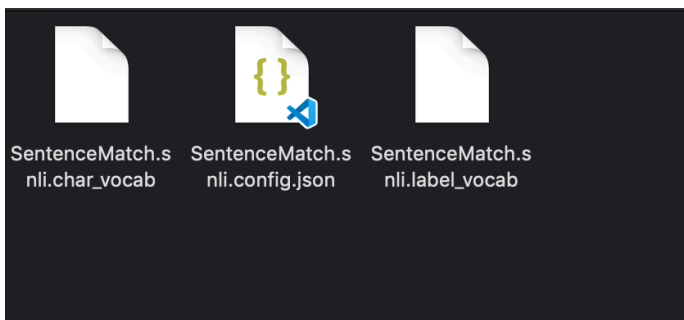 SentenceMatch.s
nli.char_vocab
{ }
SentenceMatch.s
nli.config.json
SentenceMatch.s
nli.label_vocab